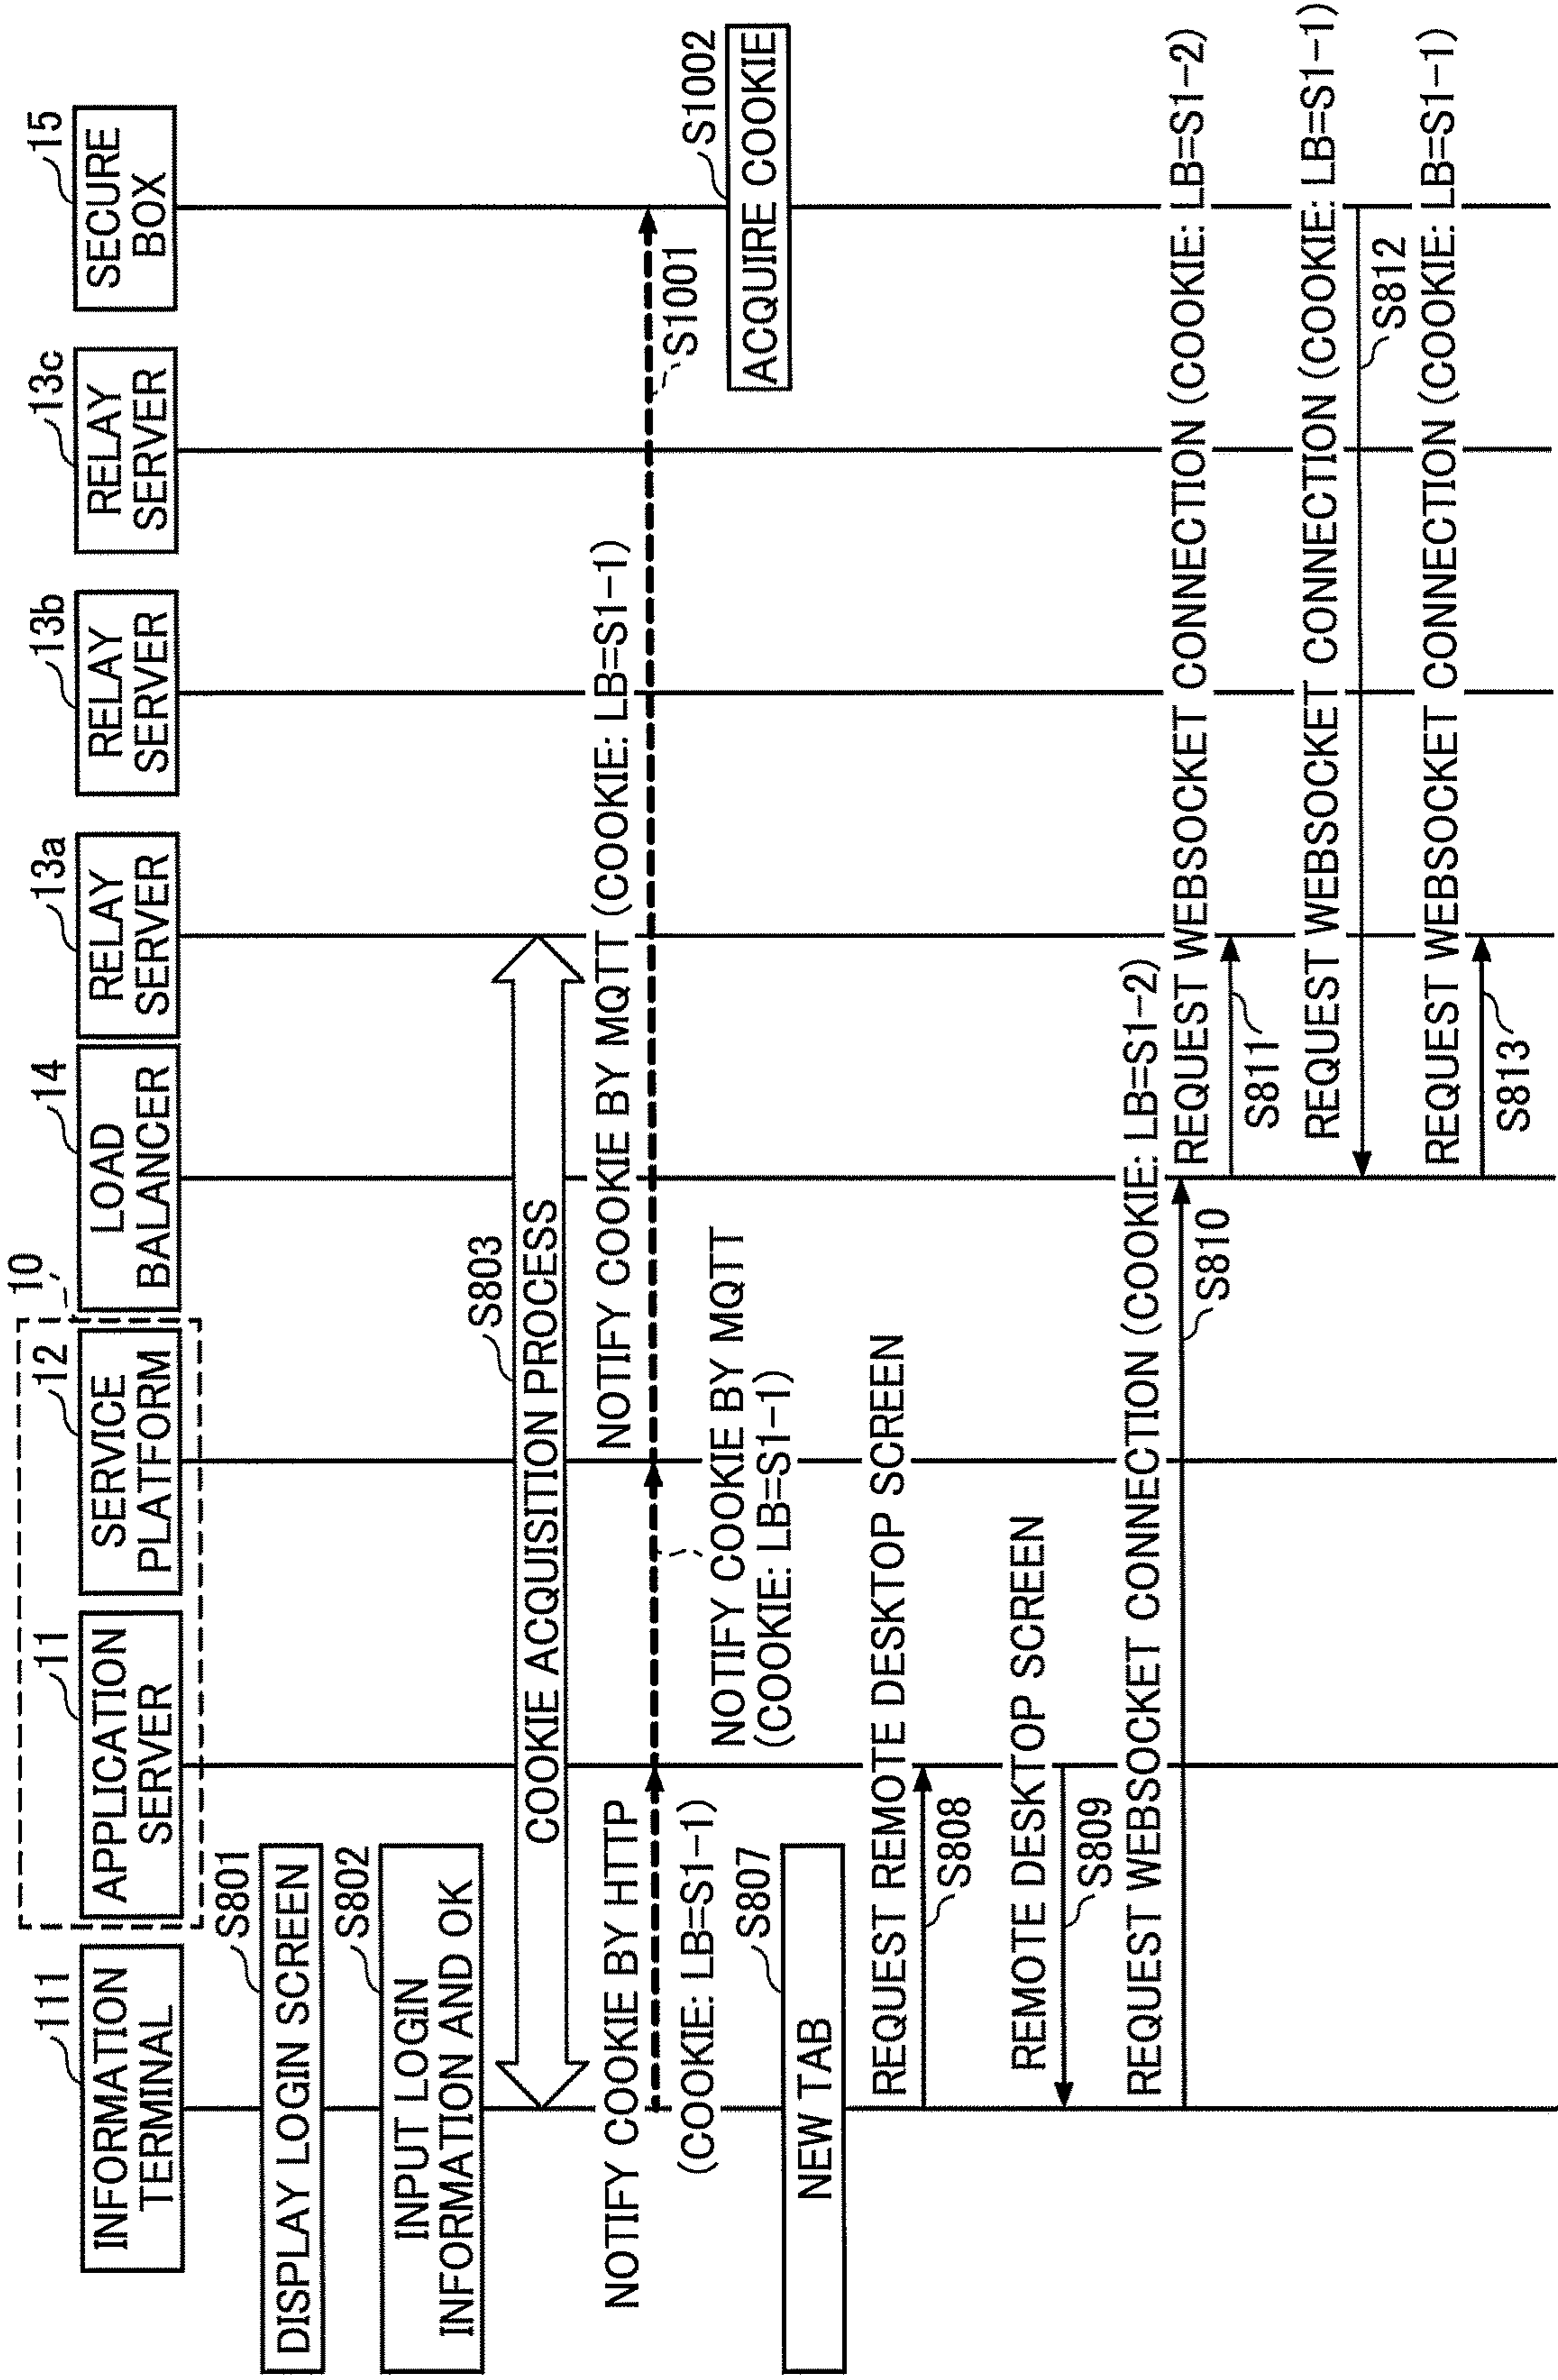 10
111
INFORMATION
TERMINAL
11
APPLICATION
SERVER
12
SERVICE
PLATFORM
14
LOAD
BALANCER
13a
RELAY
SERVER
13b
RELAY
SERVER
13c
RELAY
SERVER
15
SECURE
BOX
S801
DISPLAY LOGIN SCREEN
S802
INPUT LOGIN
INFORMATION AND OK
S803
COOKIE ACQUISITION PROCESS
NOTIFY COOKIE BY HTTP
(COOKIE: LB=S1-1)
NOTIFY COOKIE BY MQTT
(COOKIE: LB=S1-1)
NOTIFY COOKIE BY MQTT (COOKIE: LB=S1-1)
S1001
S1002
ACQUIRE COOKIE
S807
NEW TAB
REQUEST REMOTE DESKTOP SCREEN
S808
REMOTE DESKTOP SCREEN
S809
REQUEST WEBSOCKET CONNECTION (COOKIE: LB=S1-2)
S810
REQUEST WEBSOCKET CONNECTION (COOKIE: LB=S1-2)
S811
REQUEST WEBSOCKET CONNECTION (COOKIE: LB=S1-1)
S812
REQUEST WEBSOCKET CONNECTION (COOKIE: LB=S1-1)
S813